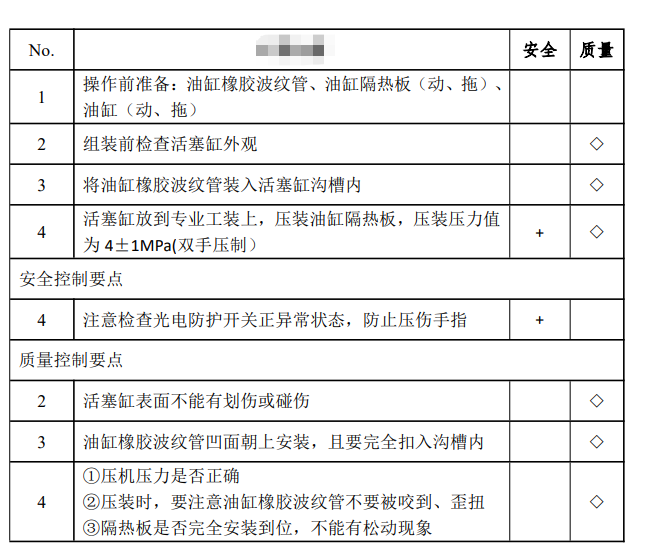 No. 安全 质量
1 操作前准备：油缸橡胶波纹管、油缸隔热板（动、拖）、
油缸（动、拖）
2 组装前检查活塞缸外观 ◇
3 将油缸橡胶波纹管装入活塞缸沟槽内 ◇
4 活塞缸放到专业工装上，压装油缸隔热板，压装压力值
为 4±1MPa(双手压制） + ◇
安全控制要点
4 注意检查光电防护开关正异常状态，防止压伤手指 +
质量控制要点
2 活塞缸表面不能有划伤或碰伤 ◇
3 油缸橡胶波纹管凹面朝上安装，且要完全扣入沟槽内 ◇
4 ①压机压力是否正确
②压装时，要注意油缸橡胶波纹管不要被咬到、歪扭 ◇
③隔热板是否完全安装到位，不能有松动现象